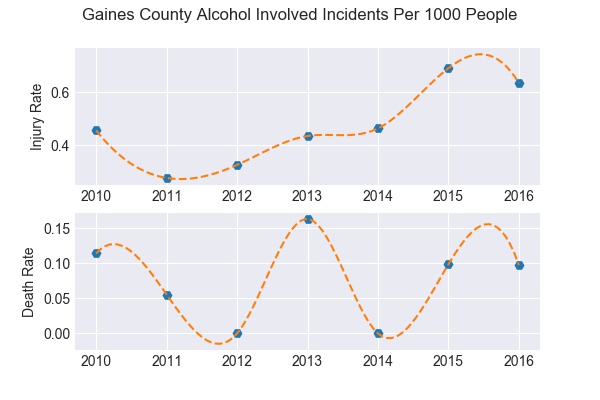 Gaines County Alcohol Involved Incidents Per 1000 People
Injury Rate
0.6
0.4
2010 2011 2012 2013 2014 2015 2016
Death Rate
0.15
0.10
0.05
0.00
2010 2011 2012 2013 2014 2015 2016